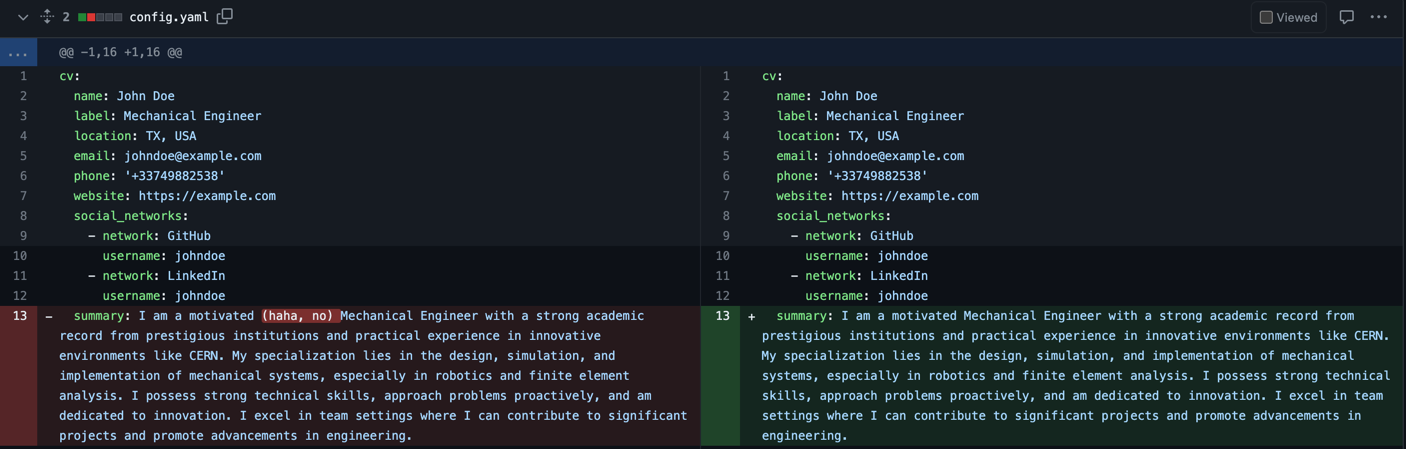 2 config.yaml Viewed
... @@ -1,16 +1,16 @@
1 cv:
2 name: John Doe
3 label: Mechanical Engineer
4 location: TX, USA
5 email: johndoe@example.com
6 phone: '+33749882538'
7 website: https://example.com
8 social_networks:
9 - network: GitHub
10 username: johndoe
11 - network: LinkedIn
12 username: johndoe
13 - summary: I am a motivated (haha, no) Mechanical Engineer with a strong academic
record from prestigious institutions and practical experience in innovative
environments like CERN. My specialization lies in the design, simulation, and
implementation of mechanical systems, especially in robotics and finite element
analysis. I possess strong technical skills, approach problems proactively, and am
dedicated to innovation. I excel in team settings where I can contribute to significant
projects and promote advancements in engineering.
1 cv:
2 name: John Doe
3 label: Mechanical Engineer
4 location: TX, USA
5 email: johndoe@example.com
6 phone: '+33749882538'
7 website: https://example.com
8 social_networks:
9 - network: GitHub
10 username: johndoe
11 - network: LinkedIn
12 username: johndoe
13 + summary: I am a motivated Mechanical Engineer with a strong academic record from
prestigious institutions and practical experience in innovative environments like CERN.
My specialization lies in the design, simulation, and implementation of mechanical
systems, especially in robotics and finite element analysis. I possess strong technical
skills, approach problems proactively, and am dedicated to innovation. I excel in team
settings where I can contribute to significant projects and promote advancements in
engineering.